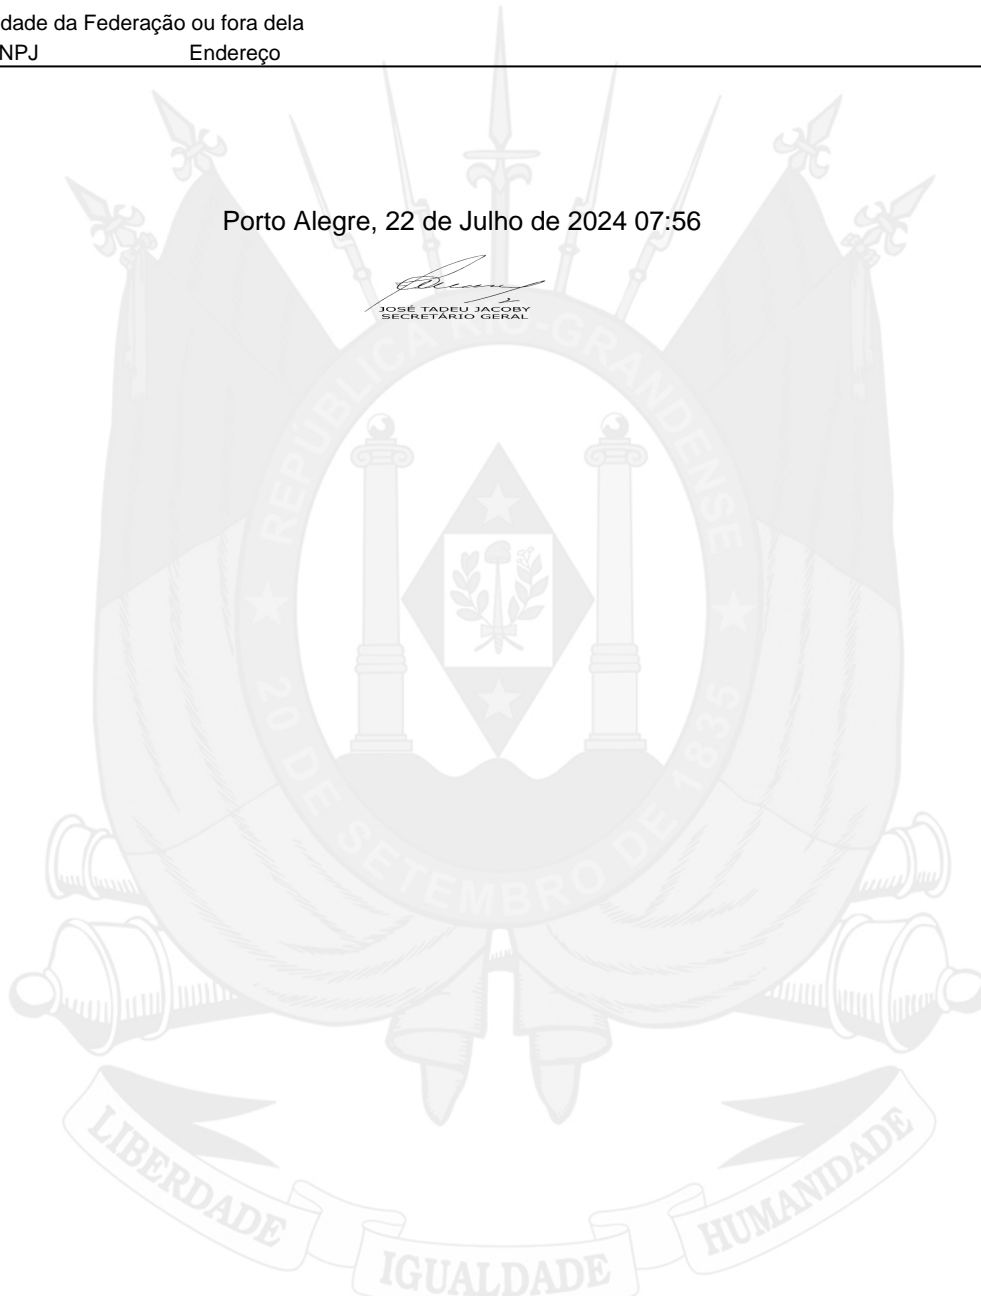 dade da Federação ou fora dela
NPJ Endereço
Porto Alegre, 22 de Julho de 2024 07:56
JOSÉ TADEU JACOBY
SECRETÁRIO GERAL
REPÚBLICA RIO-GRANDENSE
20 DE SETEMBRO DE 1835
LIBERDADE
IGUALDADE
HUMANIDADE